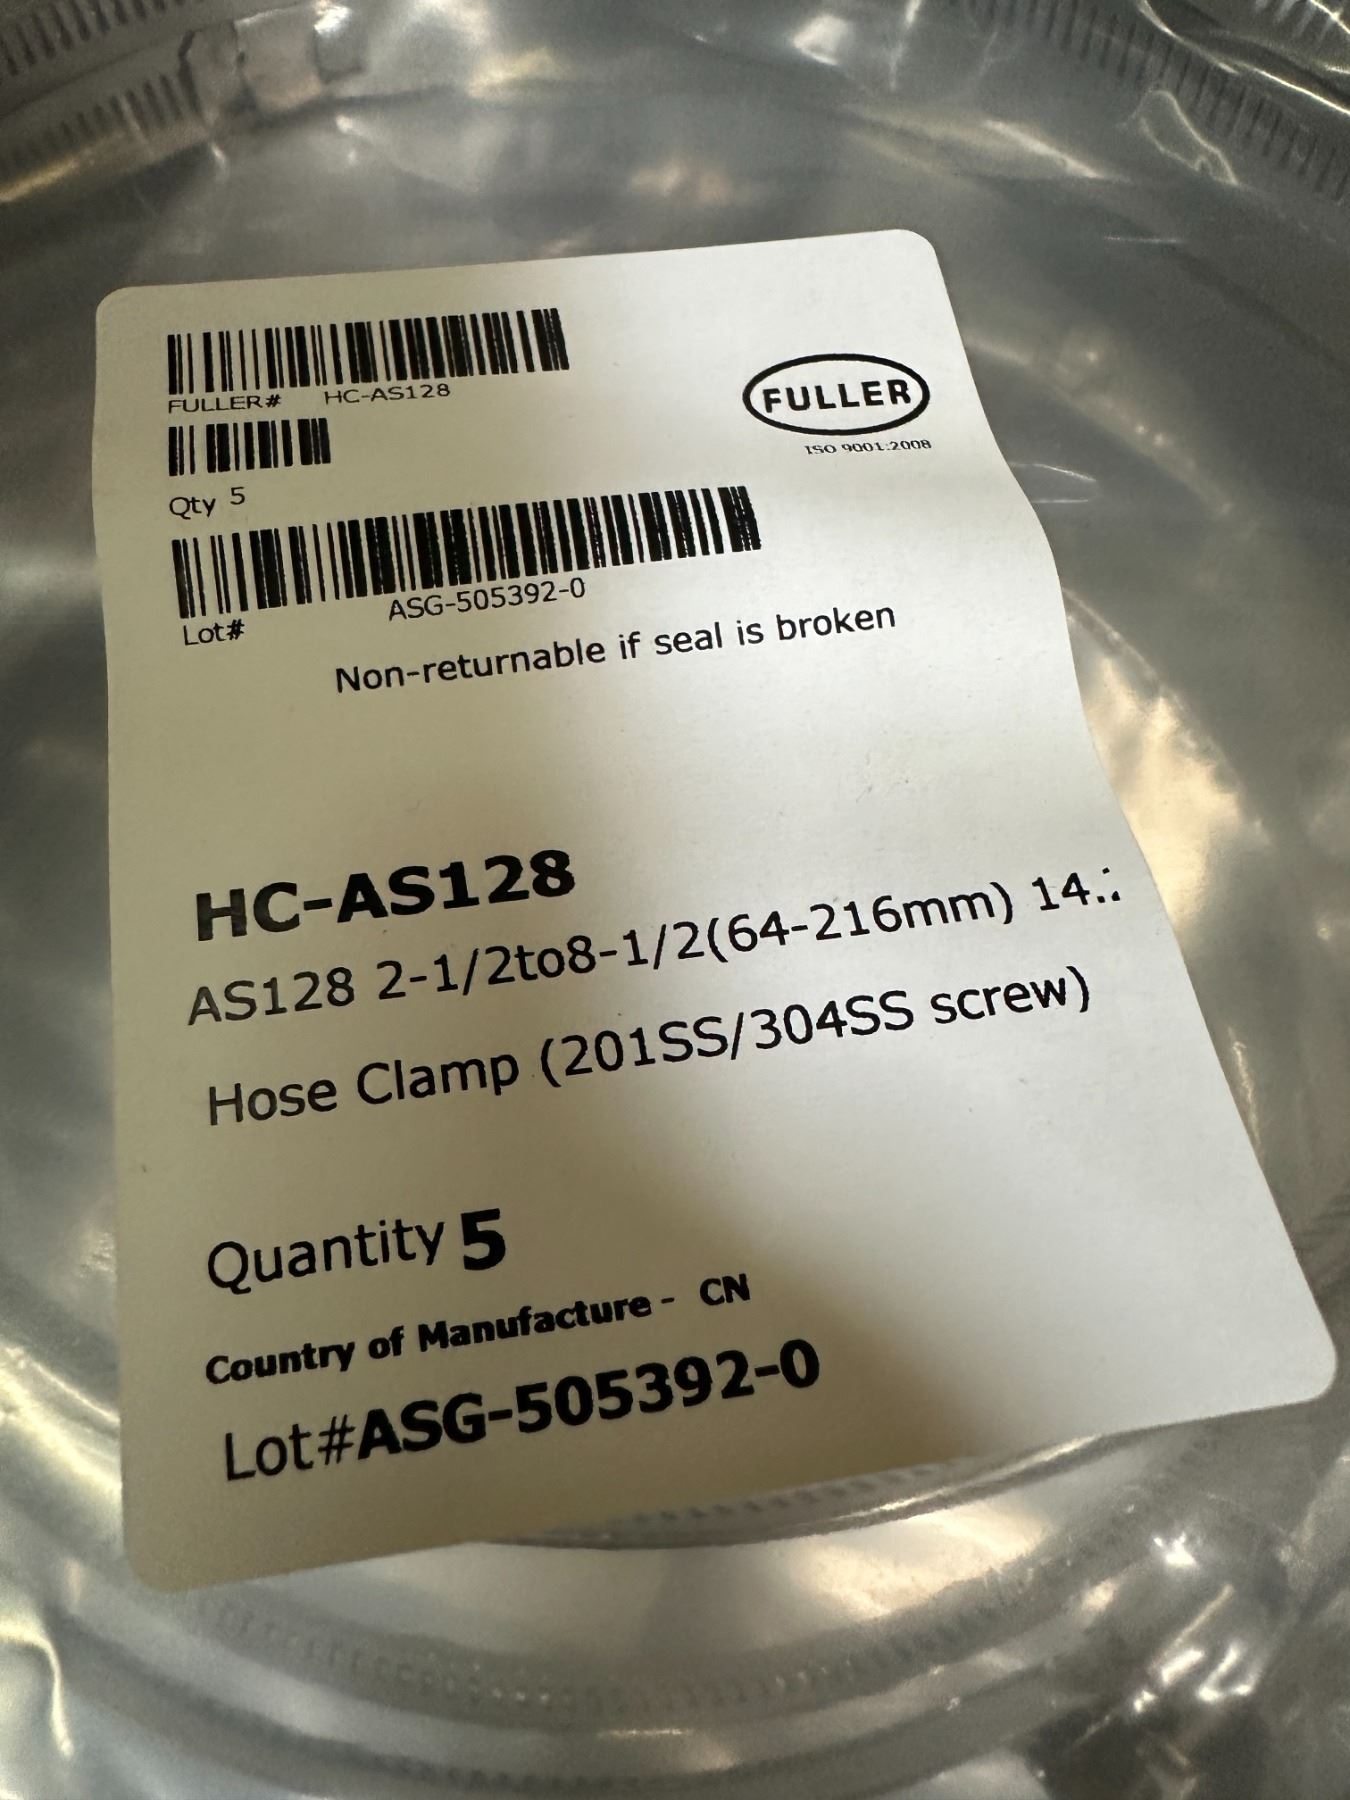 FULLER# HC-AS128
FULLER
ISO 9001:2008
Qty 5
ASG-505392-0
Lot#
Non-returnable if seal is broken
HC-AS128
AS128 2-1/2to8-1/2(64-216mm) 14.
Hose Clamp (201SS/304SS screw)
Quantity 5
Country of Manufacture - CN
Lot#ASG-505392-0